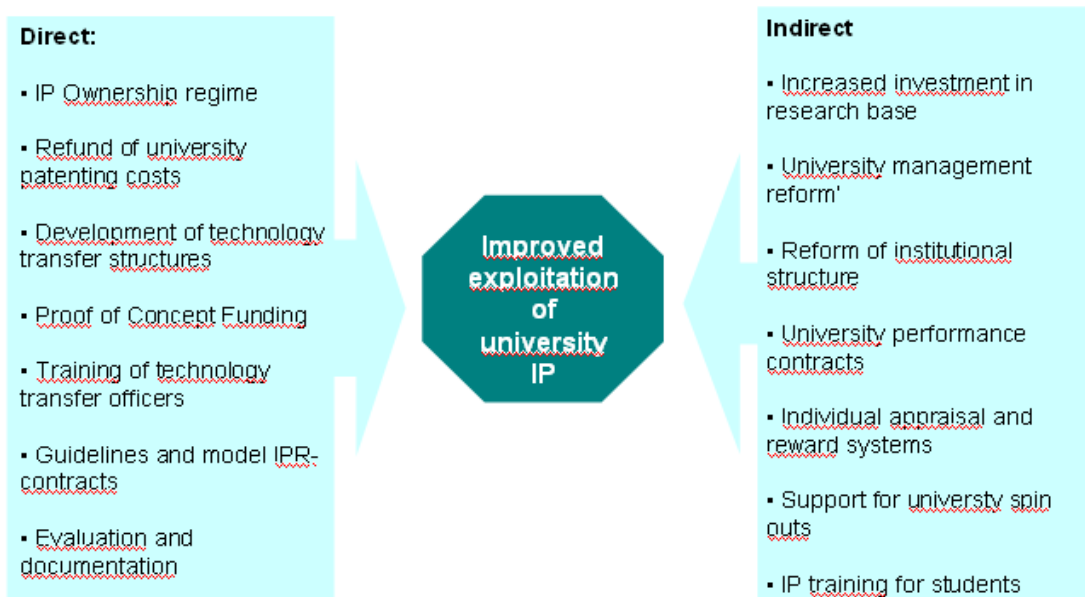 Direct:
▪ IP Ownership regime
▪ Refund of university
patenting costs
▪ Development of technology
transfer structures
▪ Proof of Concept Funding
▪ Training of technology
transfer officers
▪ Guidelines and model IPR-
contracts
▪ Evaluation and
documentation
Improved
exploitation
of
university
IP
Indirect
▪ Increased investment in
research base
▪ University management
reform'
▪ Reform of institutional
structure
▪ University performance
contracts
▪ Individual appraisal and
reward systems
▪ Support for universty spin
outs
▪ IP training for students